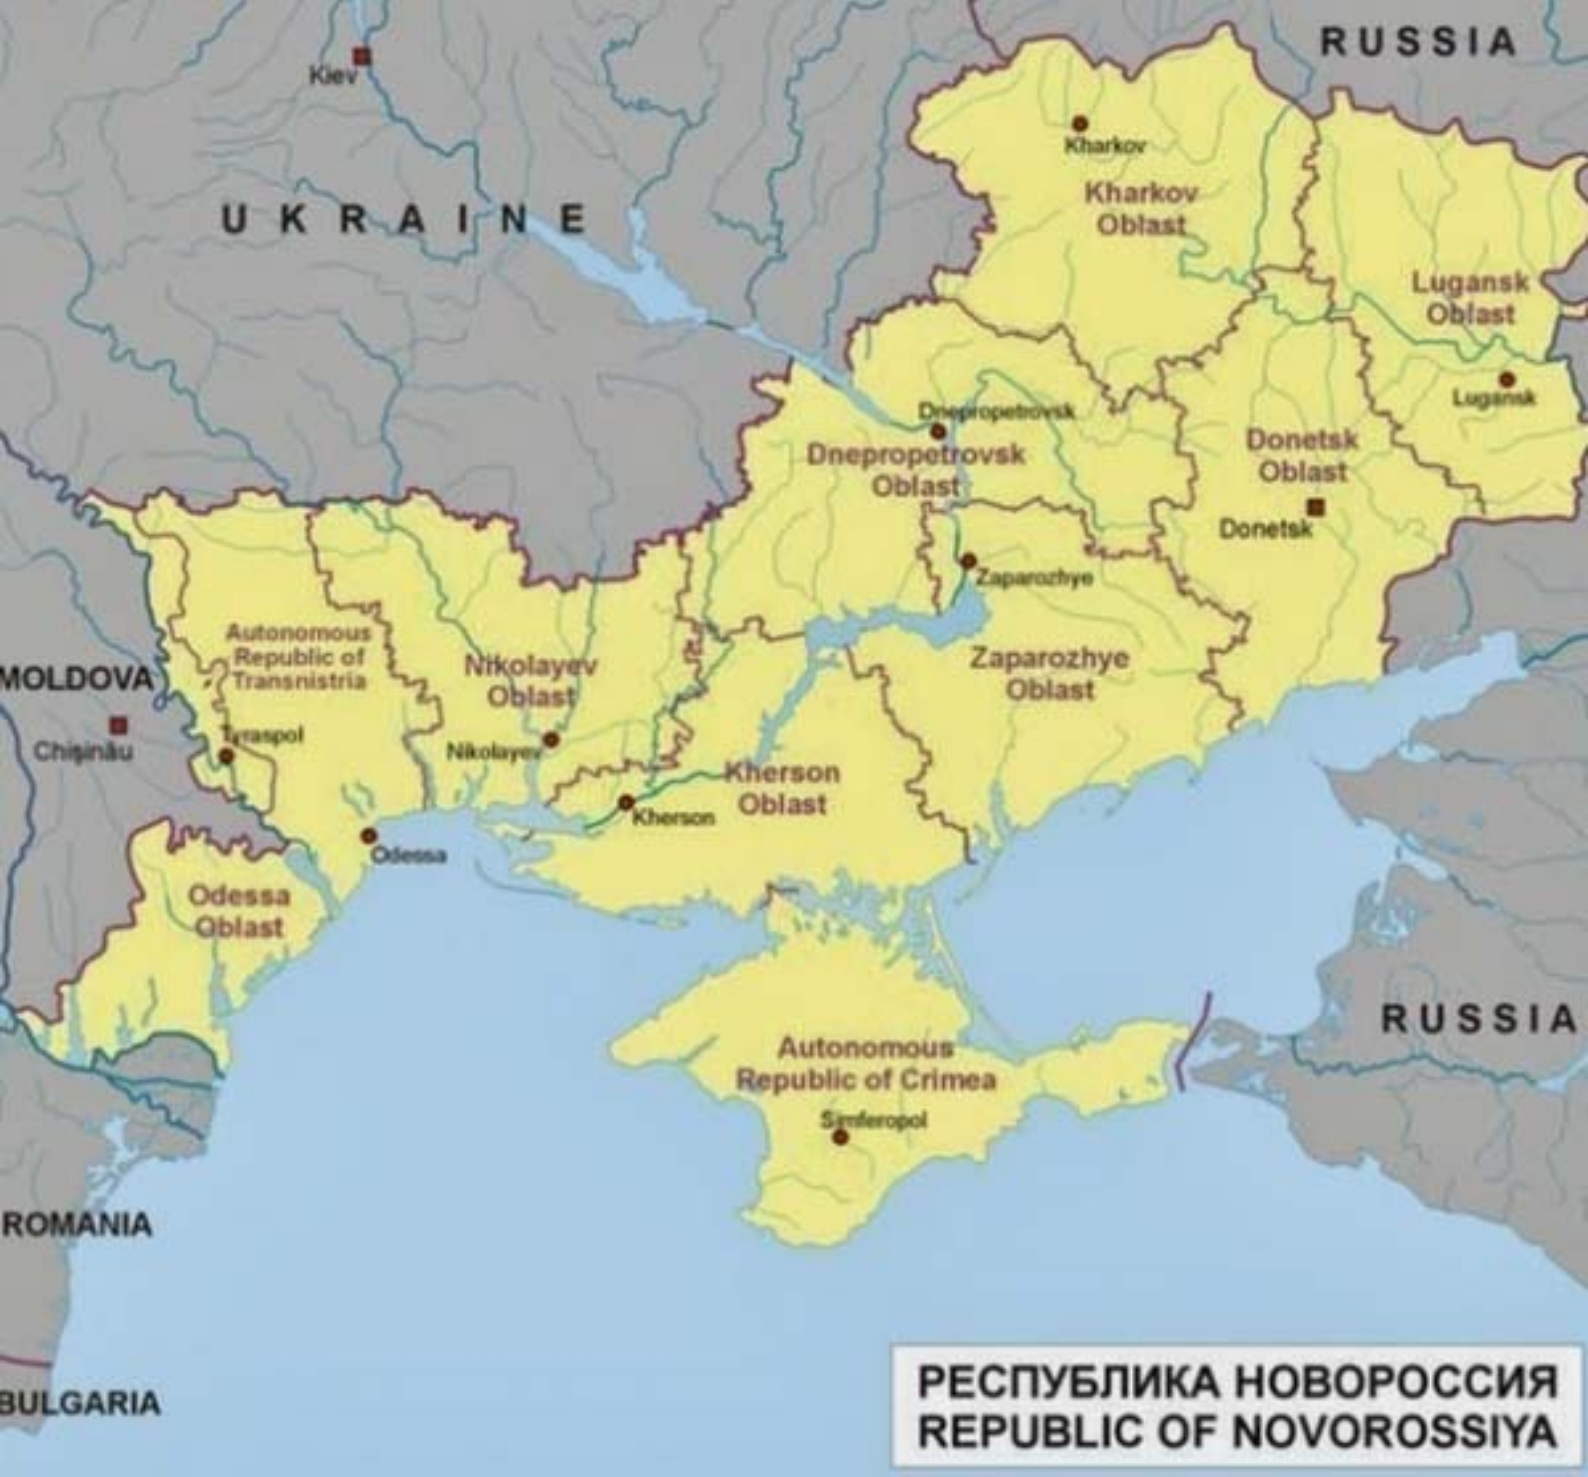 RUSSIA
Kiev
Kharkov
UKRAINE
Kharkov
Oblast
Lugansk
Oblast
Lugansk
Dnepropetrovsk
Dnepropetrovsk
Oblast
Donetsk
Oblast
Donetsk
Zaparozhye
Autonomous
Republic of
Transnistria
Nikolayev
Oblast
Zaparozhye
Oblast
MOLDOVA
Chişinău
Tyraspol
Nikolayev
Kherson
Oblast
Kherson
Odessa
Odessa
Oblast
RUSSIA
Autonomous
Republic of Crimea
Simferopol
ROMANIA
BULGARIA
РЕСПУБЛИКА НОВОРОССИЯ
REPUBLIC OF NOVOROSSIYA